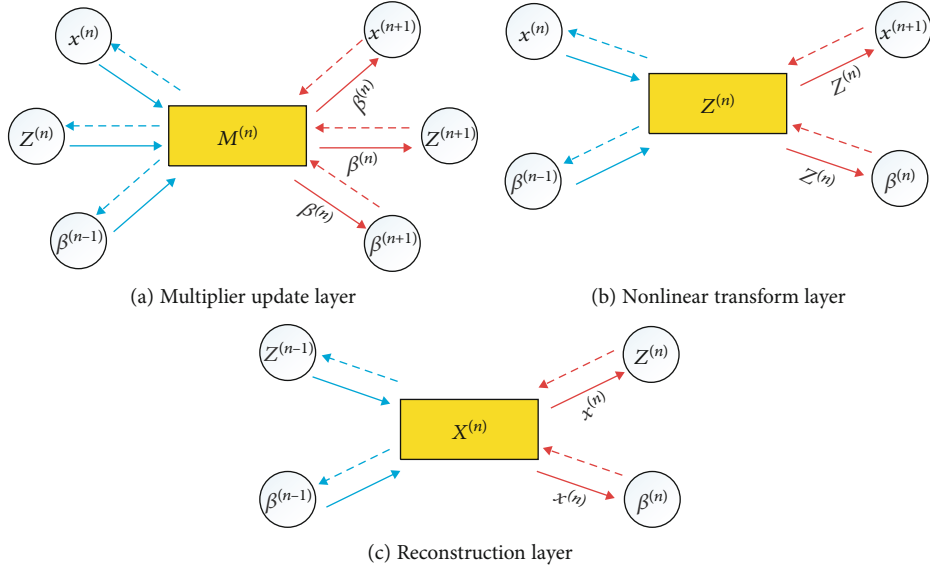 x⁽ⁿ⁾
x⁽ⁿ⁺¹⁾
β⁽ⁿ⁾
Z⁽ⁿ⁾
M⁽ⁿ⁾
Z⁽ⁿ⁺¹⁾
β⁽ⁿ⁾
β⁽ⁿ⁾
β⁽ⁿ⁻¹⁾
β⁽ⁿ⁺¹⁾
(a) Multiplier update layer
x⁽ⁿ⁾
x⁽ⁿ⁺¹⁾
Z⁽ⁿ⁾
Z⁽ⁿ⁾
β⁽ⁿ⁻¹⁾
Z⁽ⁿ⁾
β⁽ⁿ⁾
(b) Nonlinear transform layer
Z⁽ⁿ⁻¹⁾
Z⁽ⁿ⁾
x⁽ⁿ⁾
X⁽ⁿ⁾
β⁽ⁿ⁻¹⁾
x⁽ⁿ⁾
β⁽ⁿ⁾
(c) Reconstruction layer